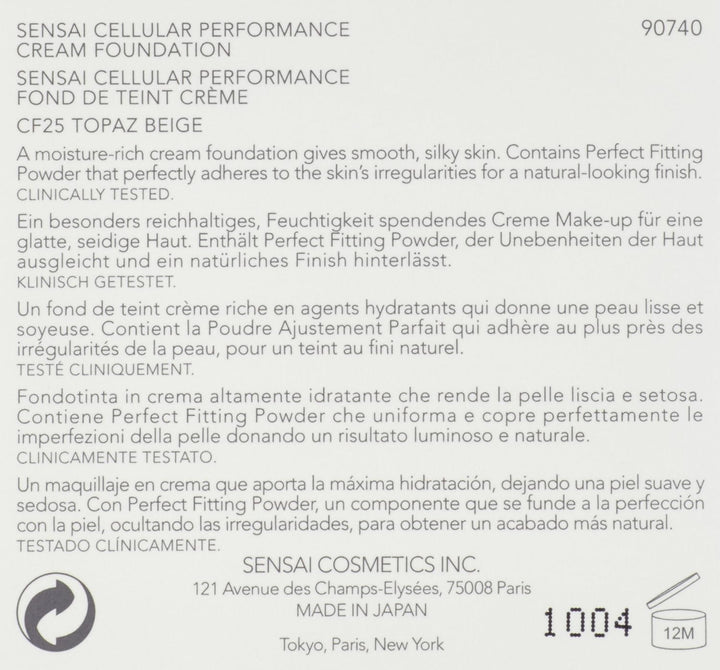 SENSAI CELLULAR PERFORMANCE
90740
CREAM FOUNDATION
SENSAI CELLULAR PERFORMANCE
FOND DE TEINT CRÈME
CF25 TOPAZ BEIGE
A moisture-rich cream foundation gives smooth, silky skin. Contains Perfect Fitting
Powder that perfectly adheres to the skin's irregularities for a natural-looking finish.
CLINICALLY TESTED.
Ein besonders reichhaltiges, Feuchtigkeit spendendes Creme Make-up für eine
glatte, seidige Haut. Enthält Perfect Fitting Powder, der Unebenheiten der Haut
ausgleicht und ein natürliches Finish hinterlässt.
KLINISCH GETESTET.
Un fond de teint crème riche en agents hydratants qui donne une peau lisse et
soyeuse. Contient la Poudre Ajustement Parfait qui adhère au plus près des
irrégularités de la peau, pour un teint au fini naturel.
TESTÉ CLINIQUEMENT.
Fondotinta in crema altamente idratante che rende la pelle liscia e setosa.
Contiene Perfect Fitting Powder che uniforma e copre perfettamente le
imperfezioni della pelle donando un risultato luminoso e naturale.
CLINICAMENTE TESTATO.
Un maquillaje en crema que aporta la máxima hidratación, dejando una piel suave y
sedosa. Con Perfect Fitting Powder, un componente que se funde a la perfección
con la piel, ocultando las irregularidades, para obtener un acabado más natural.
TESTADO CLÍNICAMENTE.
SENSAI COSMETICS INC.
121 Avenue des Champs-Elysées, 75008 Paris
MADE IN JAPAN
Tokyo, Paris, New York
1004
12M